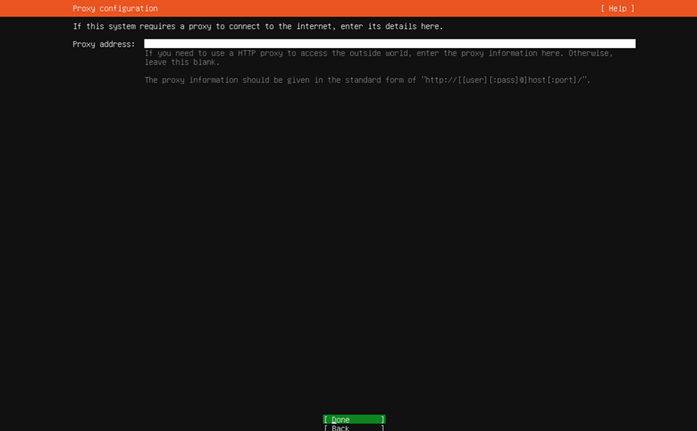 Proxy configuration [ Help ]
If this system requires a proxy to connect to the internet, enter its details here.
Proxy address:
If you need to use a HTTP proxy to access the outside world, enter the proxy information here. Otherwise,
leave this blank.
The proxy information should be given in the standard form of "http://[[user][:pass]@]host[:port]/".
[ Done ]
[ Back ]